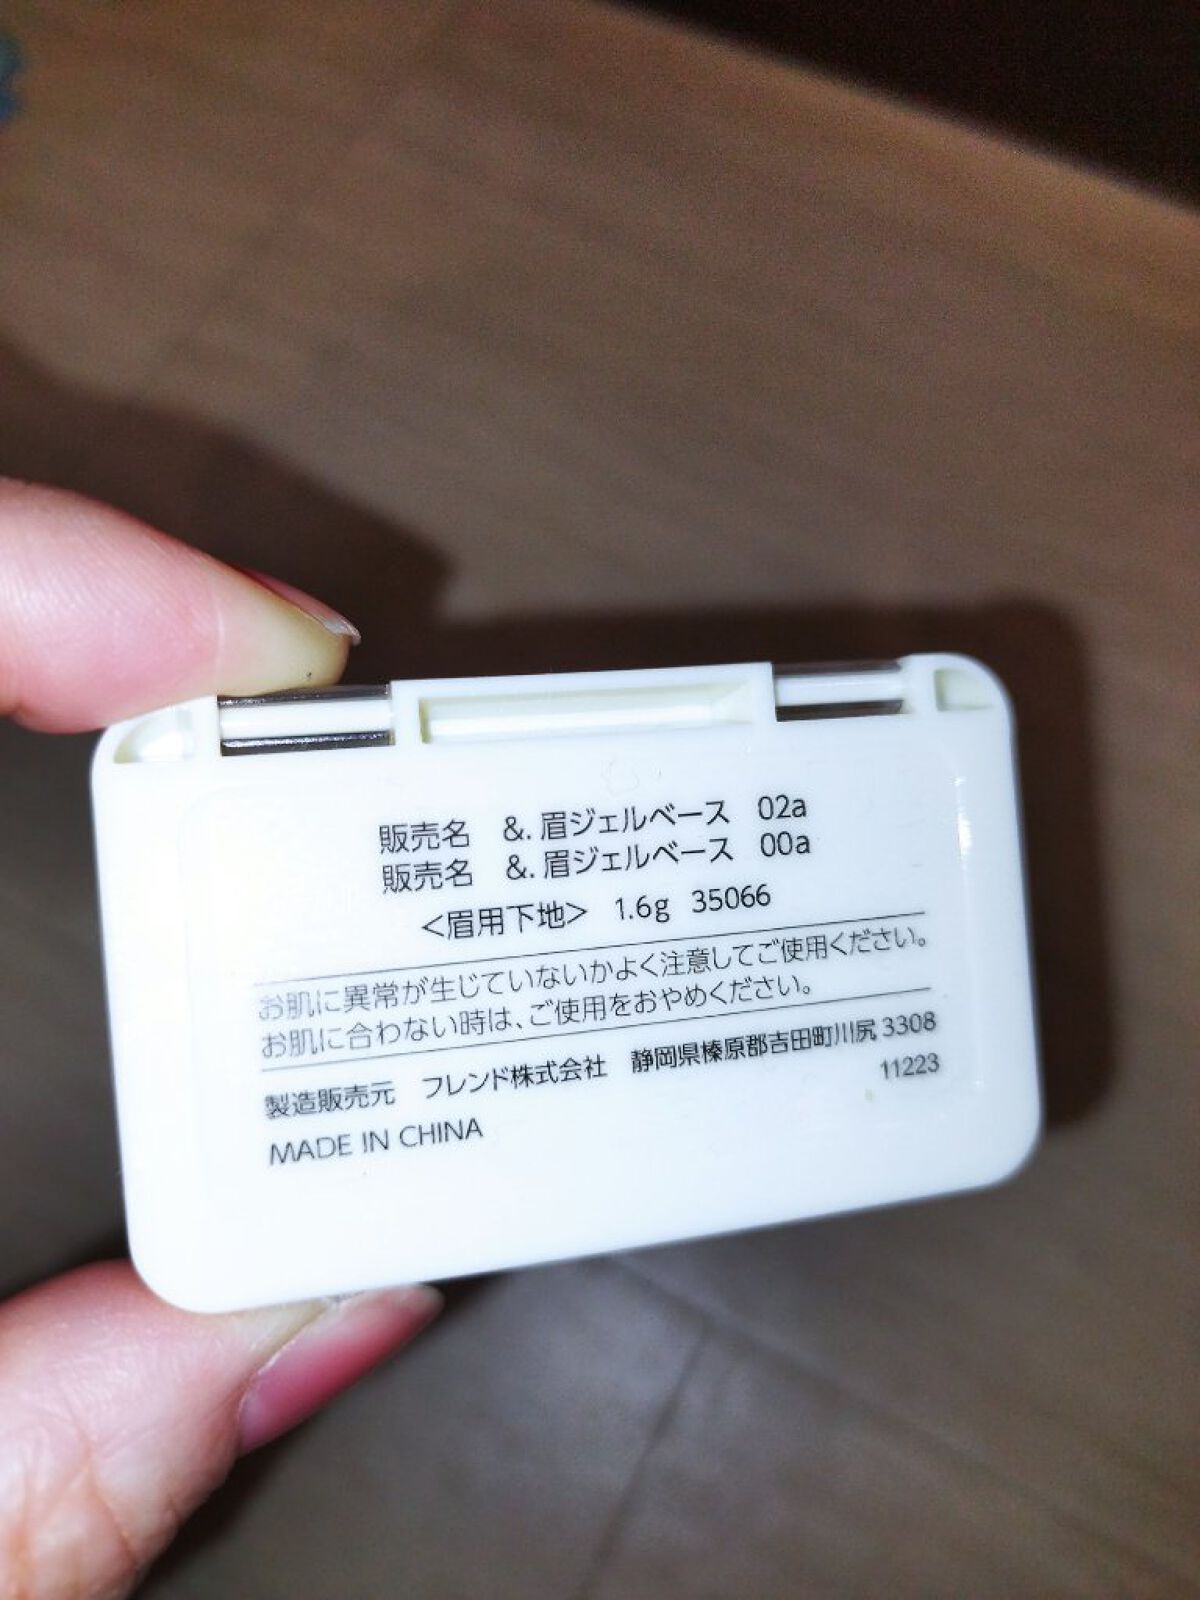 販売名 &. 眉ジェルベース 02a
販売名 &. 眉ジェルベース 00a
<眉用下地> 1.6g 35066
お肌に異常が生じていないかよく注意してご使用ください。
お肌に合わない時は、ご使用をおやめください。
製造販売元 フレンド株式会社 静岡県榛原郡吉田町川尻 3308
11223
MADE IN CHINA